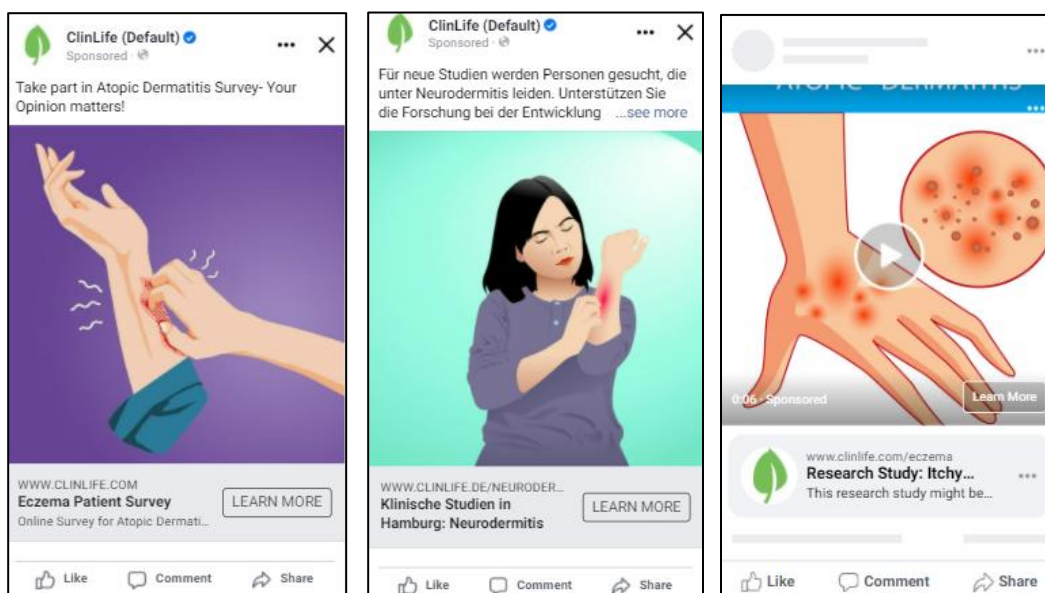 ClinLife (Default)
Sponsored
Take part in Atopic Dermatitis Survey- Your
Opinion matters!
WWW.CLINLIFE.COM
Eczema Patient Survey
Online Survey for Atopic Dermati...
LEARN MORE
Like Comment Share
ClinLife (Default)
Sponsored
Für neue Studien werden Personen gesucht, die
unter Neurodermitis leiden. Unterstützen Sie
die Forschung bei der Entwicklung ...see more
WWW.CLINLIFE.DE/NEURODER...
Klinische Studien in
Hamburg: Neurodermitis
LEARN MORE
Like Comment Share
ATOPIC DERMATITIS
0:06 · Sponsored
Learn More
www.clinlife.com/eczema
Research Study: Itchy...
This research study might be...
Like Comment Share